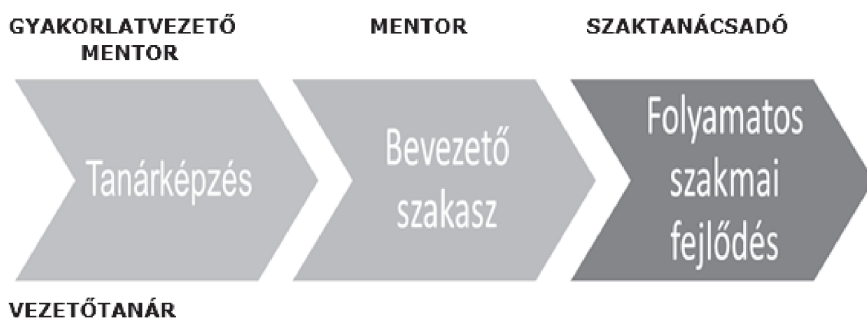 GYAKORLATVEZETŐ
MENTOR
MENTOR
SZAKTANÁCSADÓ
Tanárképzés
Bevezető
szakasz
Folyamatos
szakmai
fejlődés
VEZETŐTANÁR